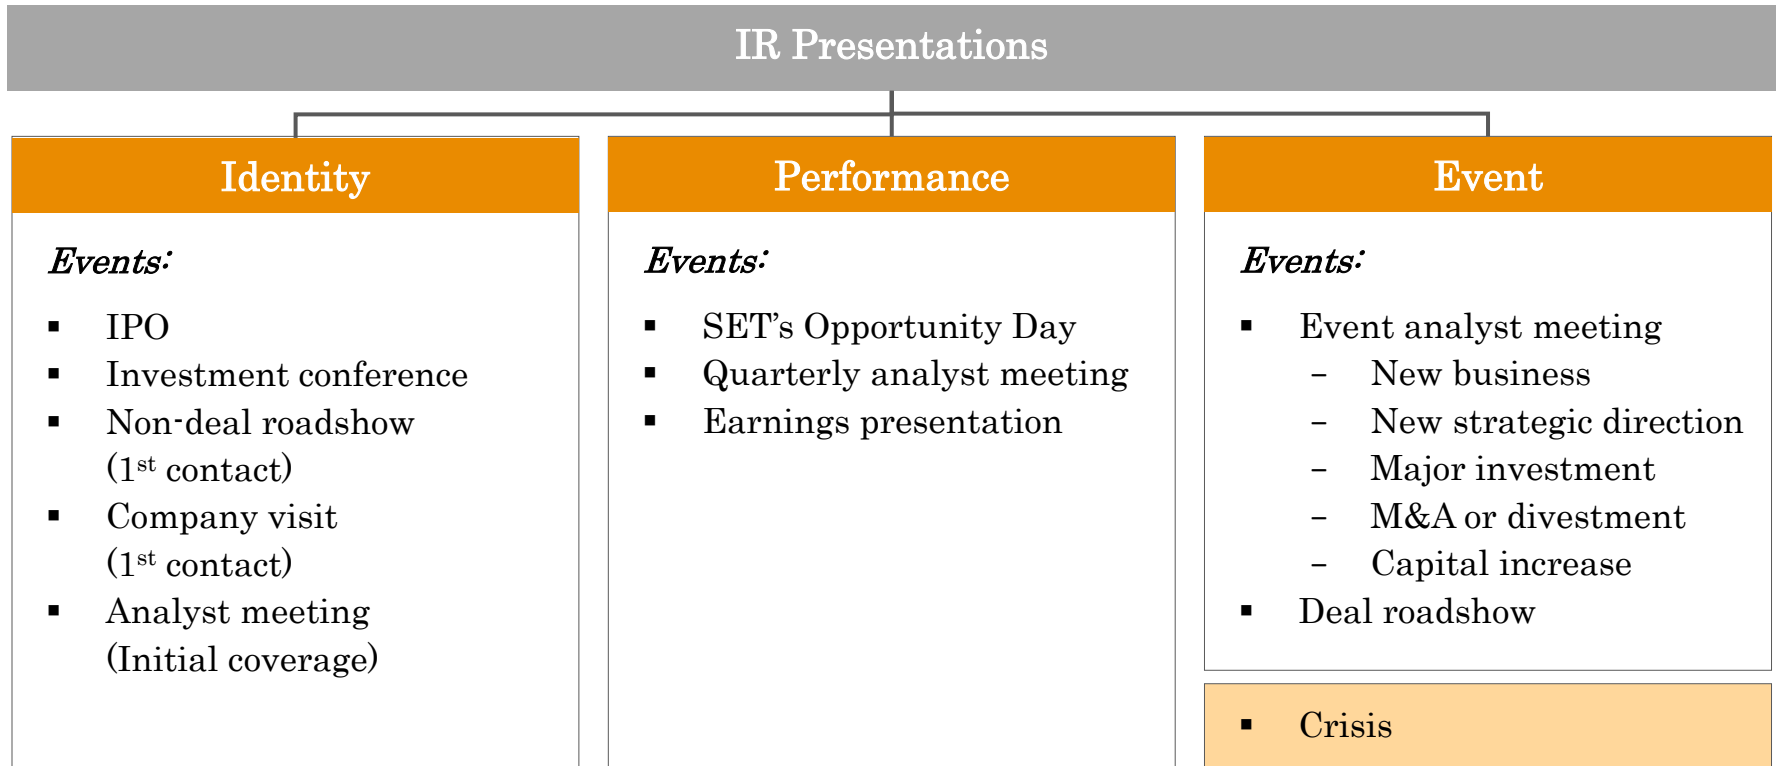 IR Presentations
Identity
Events:
▪ IPO
▪ Investment conference
▪ Non-deal roadshow
(1st contact)
▪ Company visit
(1st contact)
▪ Analyst meeting
(Initial coverage)
Performance
Events:
▪ SET’s Opportunity Day
▪ Quarterly analyst meeting
▪ Earnings presentation
Event
Events:
▪ Event analyst meeting
– New business
– New strategic direction
– Major investment
– M&A or divestment
– Capital increase
▪ Deal roadshow
▪ Crisis